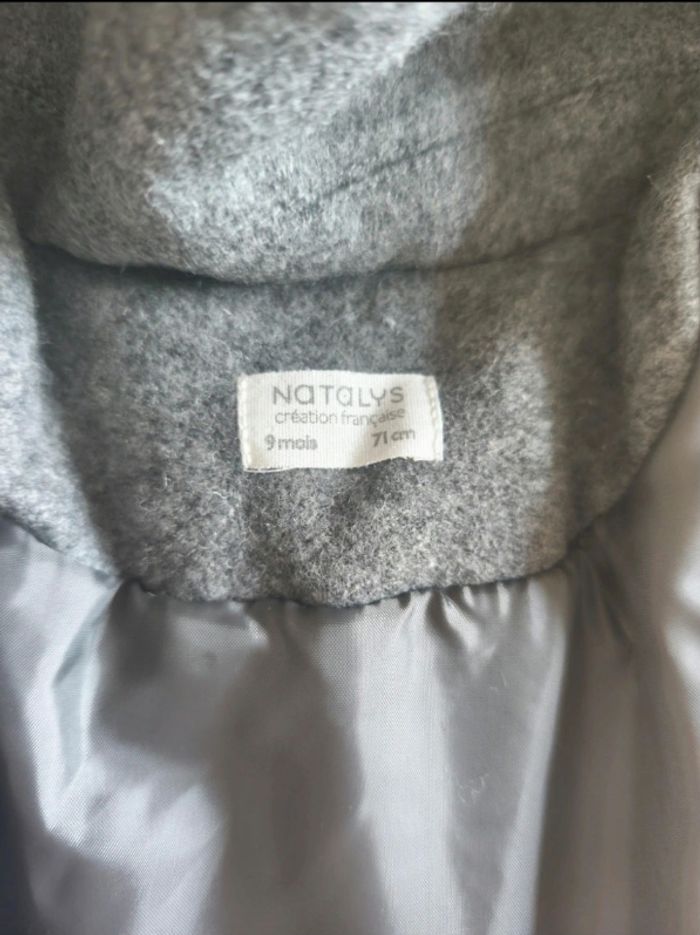 NATALYS
création française
9 mois 71 cm